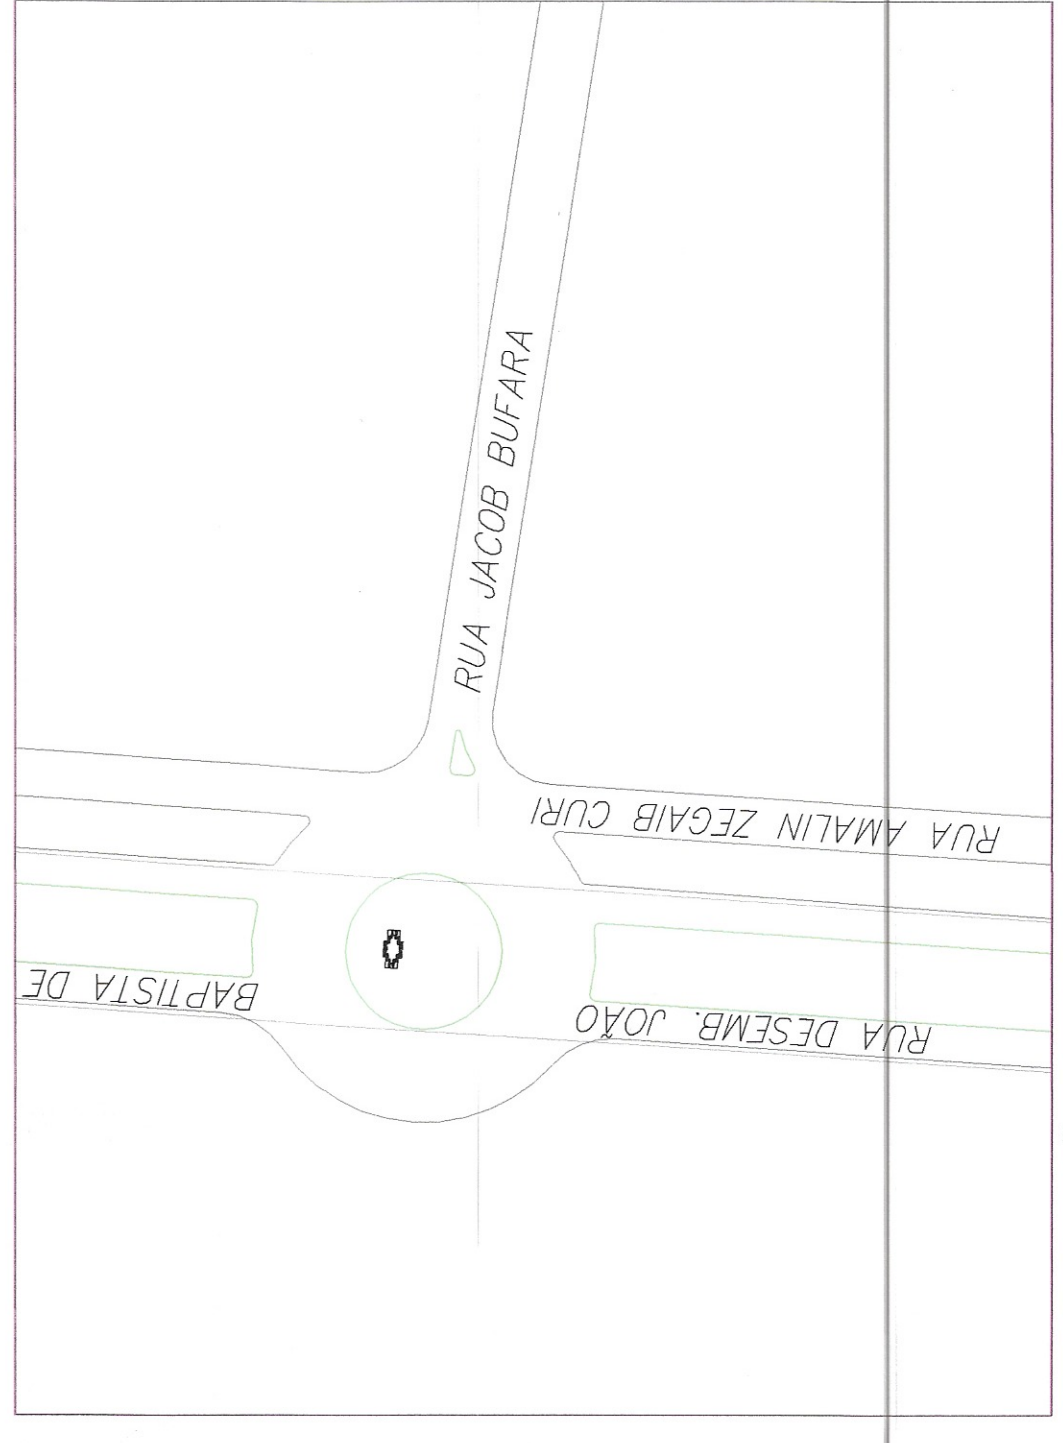 RUA JACOB BUFARA
RUA AMALIN ZEGAIB CURI
RUA DESEMB. JOÃO
BAPTISTA DE